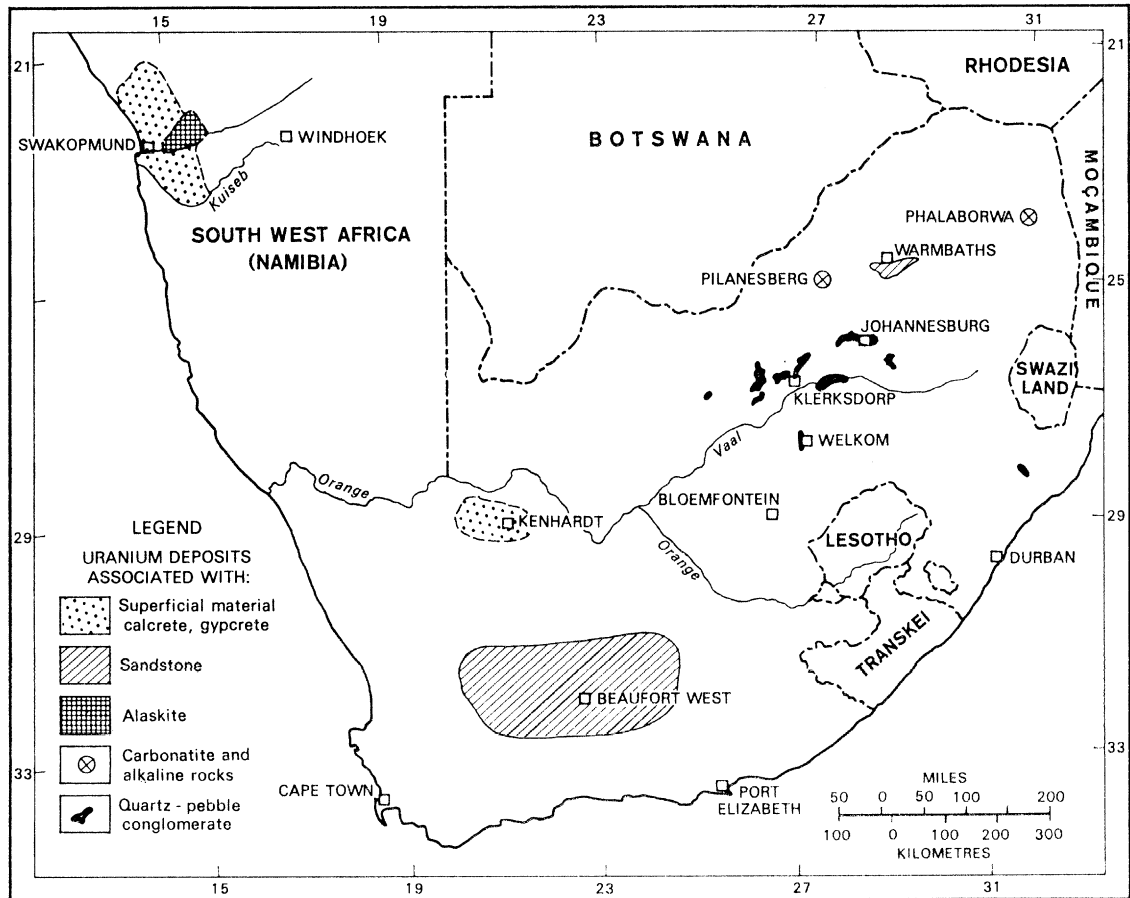 15 19 23 27 31
21 21
RHODESIA
BOTSWANA
SWAKOPMUND
WINDHOEK
Kuiseb
MOÇAMBIQUE
PHALABORWA
SOUTH WEST AFRICA
(NAMIBIA)
WARMBATHS
PILANESBERG
25
JOHANNESBURG
SWAZI
LAND
KLERKSDORP
Vaal
WELKOM
Orange
BLOEMFONTEIN
KENHARDT
29
29
LESOTHO
Orange
DURBAN
TRANSKEI
LEGEND
URANIUM DEPOSITS
ASSOCIATED WITH:
Superficial material
calcrete, gypcrete
Sandstone
Alaskite
Carbonatite and
alkaline rocks
Quartz - pebble
conglomerate
BEAUFORT WEST
33
33
CAPE TOWN
PORT
ELIZABETH
MILES
50 0 50 100 200
100 0 100 200 300
KILOMETRES
15 19 23 27 31